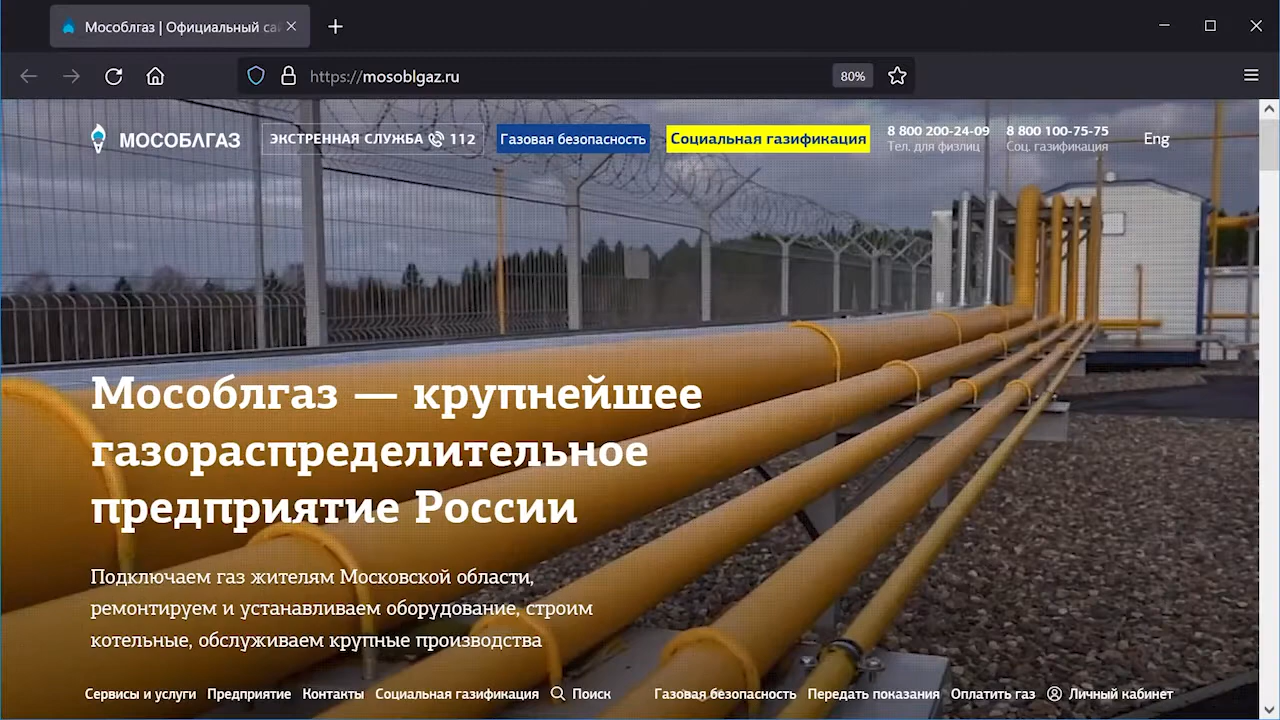 Мособлгаз | Официальный са
https://mosoblgaz.ru
80%
МОСОБЛГАЗ
ЭКСТРЕННАЯ СЛУЖБА 112
Газовая безопасность
Социальная газификация
8 800 200-24-09
Тел. для физлиц
8 800 100-75-75
Соц. газификация
Eng
Мособлгаз — крупнейшее
газораспределительное
предприятие России
Подключаем газ жителям Московской области,
ремонтируем и устанавливаем оборудование, строим
котельные, обслуживаем крупные производства
Сервисы и услуги Предприятие Контакты Социальная газификация Поиск Газовая безопасность Передать показания Оплатить газ Личный кабинет